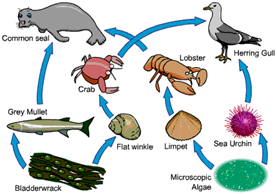 Common seal
Herring Gull
Crab
Lobster
Grey Mullet
Flat winkle
Limpet
Sea Urchin
Bladderwrack
Microscopic
Algae